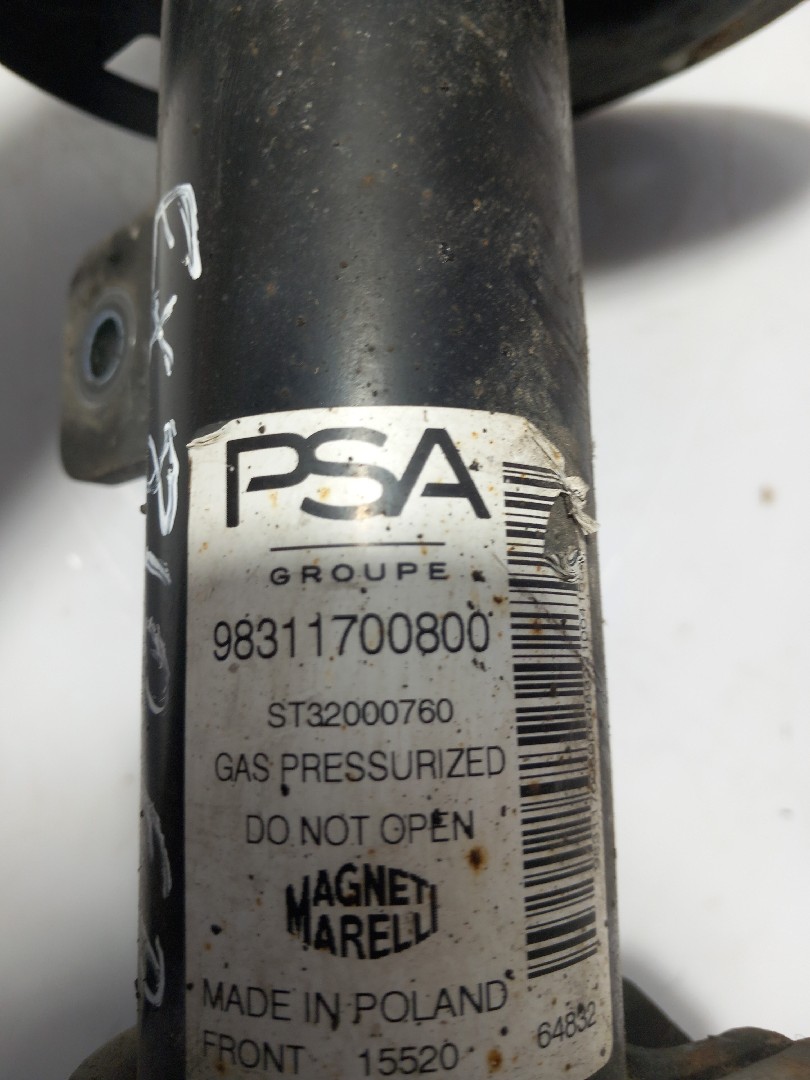 PSA
GROUPE
98311700800
ST32000760
GAS PRESSURIZED
DO NOT OPEN
MAGNETI
MARELLI
MADE IN POLAND
FRONT 15520
64832